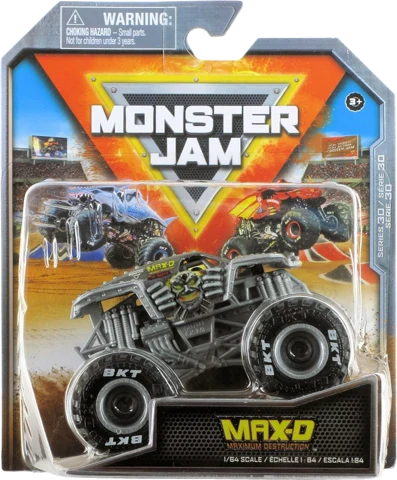 WARNING:
CHOKING HAZARD – Small parts.
Not for children under 3 years.
MONSTER
JAM
3+
SERIES 30 / SÉRIE 30
SERIE 30
MAX-D
BKT
BKT
BKT
BKT
MAX-D
MAXIMUM DESTRUCTION
1/64 SCALE / ÉCHELLE 1 : 64 / ESCALA 1:64